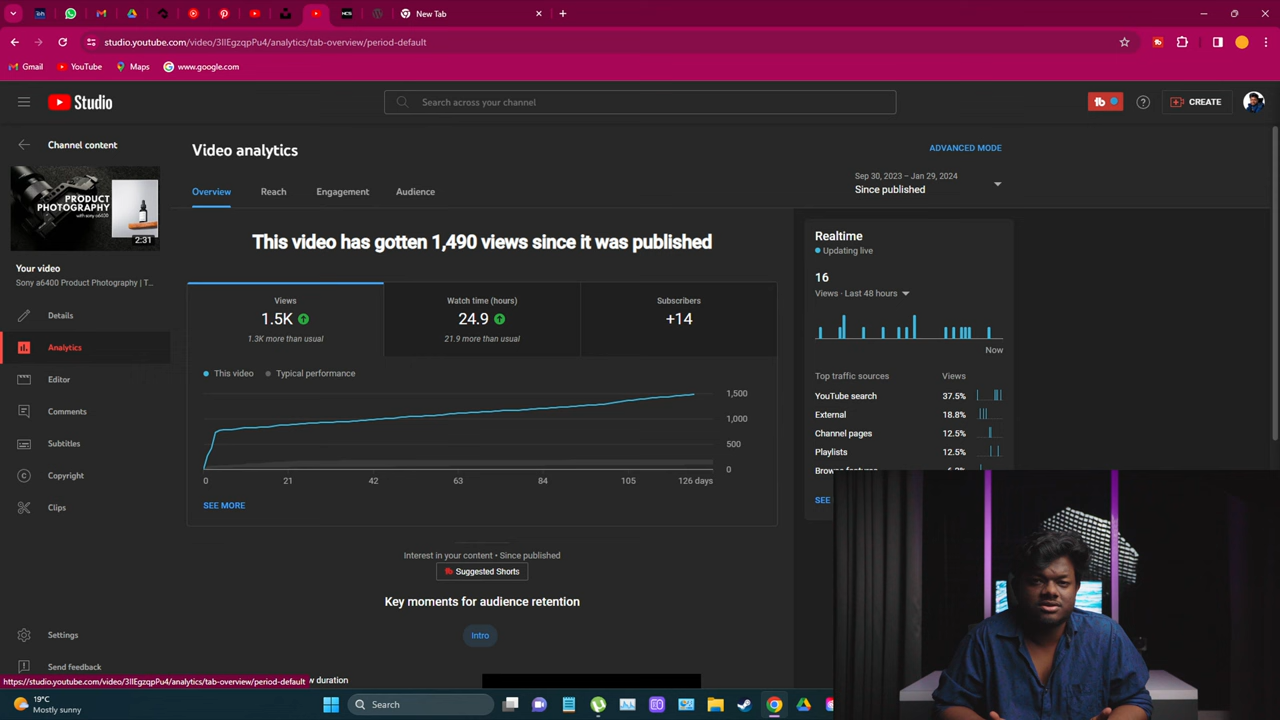 New Tab
studio.youtube.com/video/3IlEgzqpPu4/analytics/tab-overview/period-default
Gmail
YouTube
Maps
www.google.com
Studio
Search across your channel
CREATE
Channel content
PRODUCT
PHOTOGRAPHY
with sony a6400
2:31
Your video
Sony a6400 Product Photography | T...
Details
Analytics
Editor
Comments
Subtitles
Copyright
Clips
Settings
Send feedback
Video analytics
ADVANCED MODE
Overview
Reach
Engagement
Audience
Sep 30, 2023 – Jan 29, 2024
Since published
This video has gotten 1,490 views since it was published
Views
1.5K
1.3K more than usual
Watch time (hours)
24.9
21.9 more than usual
Subscribers
+14
This video
Typical performance
1,500
1,000
500
0
0 21 42 63 84 105 126 days
SEE MORE
Interest in your content • Since published
Suggested Shorts
Key moments for audience retention
Intro
Realtime
Updating live
16
Views · Last 48 hours
Now
Top traffic sources Views
YouTube search 37.5%
External 18.8%
Channel pages 12.5%
Playlists 12.5%
SEE
https://studio.youtube.com/video/3IlEgzqpPu4/analytics/tab-overview/period-default
w duration
19°C
Mostly sunny
Search